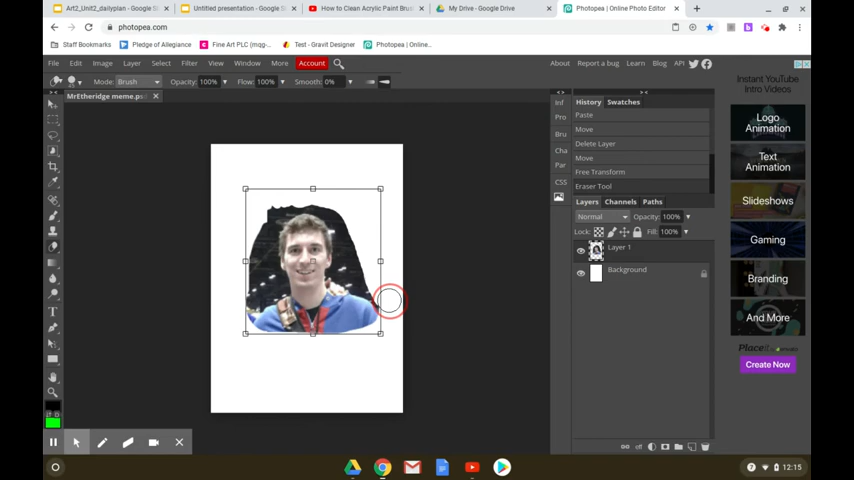 Art2_Unit2_dailyplan - Google Sl
Untitled presentation - Google Sl
How to Clean Acrylic Paint Brus
My Drive - Google Drive
Photopea | Online Photo Editor
photopea.com
Staff Bookmarks
Pledge of Allegiance
Fine Art PLC (mqg-...
Test - Gravit Designer
Photopea | Online...
File Edit Image Layer Select Filter View Window More Account
About Report a bug Learn Blog API
Mode: Brush Opacity: 100% Flow: 100% Smooth: 0%
MrEtheridge meme.ps
Inf
Pro
Bru
Cha
Par
CSS
History Swatches
Paste
Move
Delete Layer
Move
Free Transform
Eraser Tool
Layers Channels Paths
Normal Opacity: 100%
Lock: Fill: 100%
Layer 1
Background
Instant YouTube
Intro Videos
Logo
Animation
Text
Animation
Slideshows
Gaming
Branding
And More
Placeit
Create Now
12:15